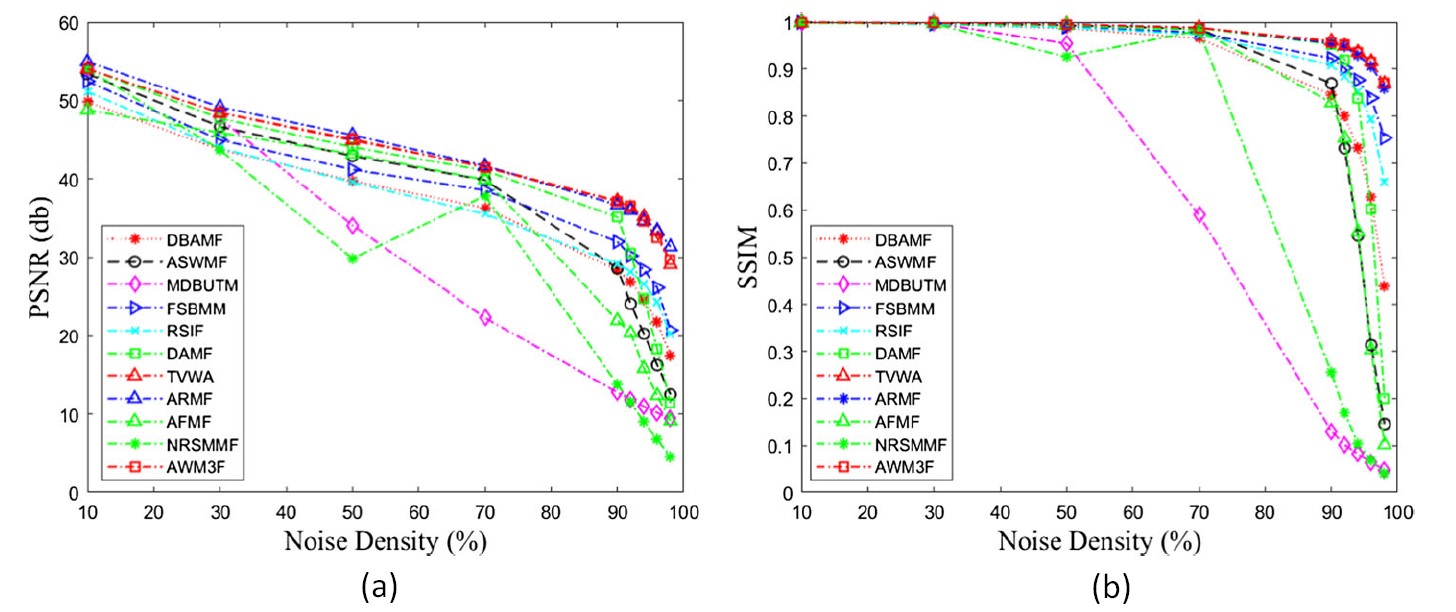 60
50
40
30
20
10
0
PSNR (db)
DBAMF
ASWMF
MDBUTM
FSBMM
RSIF
DAMF
TVWA
ARMF
AFMF
NRSMMF
AWM3F
10 20 30 40 50 60 70 80 90 100
Noise Density (%)
(a)
1
0.9
0.8
0.7
0.6
0.5
0.4
0.3
0.2
0.1
0
SSIM
DBAMF
ASWMF
MDBUTM
FSBMM
RSIF
DAMF
TVWA
ARMF
AFMF
NRSMMF
AWM3F
10 20 30 40 50 60 70 80 90 100
Noise Density (%)
(b)